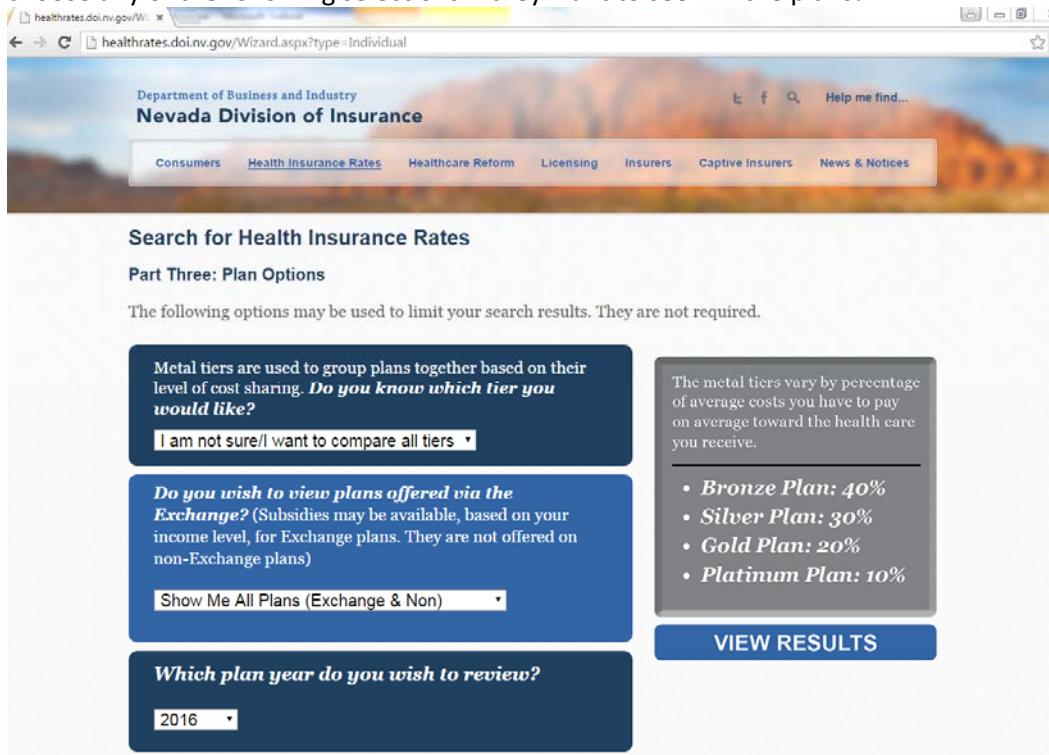 healthrates.doi.nv.gov/Wi
healthrates.doi.nv.gov/Wizard.aspx?type=Individual
Department of Business and Industry
Nevada Division of Insurance
Help me find...
Consumers Health Insurance Rates Healthcare Reform Licensing Insurers Captive Insurers News & Notices
Search for Health Insurance Rates
Part Three: Plan Options
The following options may be used to limit your search results. They are not required.
Metal tiers are used to group plans together based on their
level of cost sharing. Do you know which tier you
would like?
I am not sure/I want to compare all tiers
Do you wish to view plans offered via the
Exchange? (Subsidies may be available, based on your
income level, for Exchange plans. They are not offered on
non-Exchange plans)
Show Me All Plans (Exchange & Non)
Which plan year do you wish to review?
2016
The metal tiers vary by percentage
of average costs you have to pay
on average toward the health care
you receive.
• Bronze Plan: 40%
• Silver Plan: 30%
• Gold Plan: 20%
• Platinum Plan: 10%
VIEW RESULTS